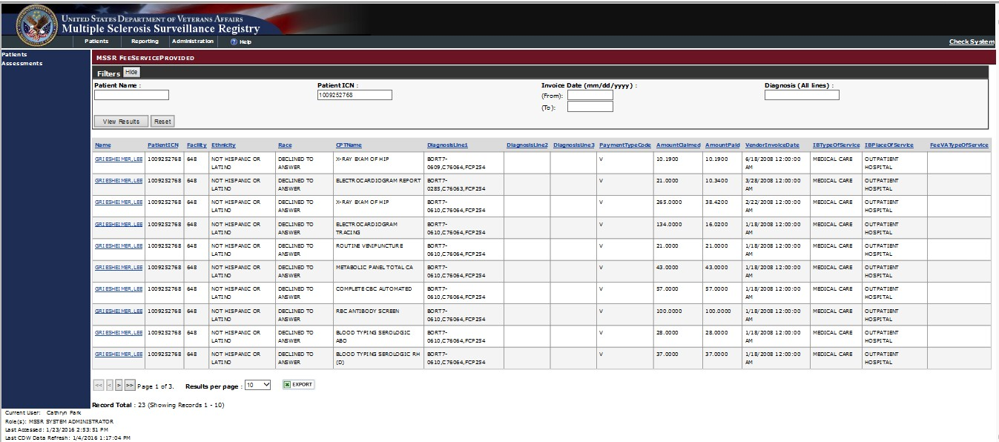 UNITED STATES DEPARTMENT OF VETERANS AFFAIRS
Multiple Sclerosis Surveillance Registry
Patients Reporting Administration ? Help Check System
Patients
Assessments
MSSR FEESERVICEPROVIDED
Filters Hide
Patient Name : Patient ICN : Invoice Date (mm/dd/yyyy) : Diagnosis (All lines) :
1009252768 (From):
(To):
View Results Reset
Name PatientICN Facility Ethnicity Race CPTName DiagnosisLine1 DiagnosisLine2 DiagnosisLine3 PaymentTypeCode AmountClaimed AmountPaid VendorInvoiceDate IBTypeOfService IBPlaceOfService FeeVATypeOfService
GRIESHEIMER,LEE 1009252768 648 NOT HISPANIC OR DECLINED TO X-RAY EXAM OF HIP BORT7- V 10.1900 10.1900 6/18/2008 12:00:00 MEDICAL CARE OUTPATIENT
LATINO ANSWER 0609,C76064,FCP254 AM HOSPITAL
GRIESHEIMER,LEE 1009252768 648 NOT HISPANIC OR DECLINED TO ELECTROCARDIOGRAM REPORT BORT7- V 21.0000 10.3400 3/28/2008 12:00:00 MEDICAL CARE OUTPATIENT
LATINO ANSWER 0285,C76063,FCP254 AM HOSPITAL
GRIESHEIMER,LEE 1009252768 648 NOT HISPANIC OR DECLINED TO X-RAY EXAM OF HIP BORT7- V 265.0000 38.4200 2/22/2008 12:00:00 MEDICAL CARE OUTPATIENT
LATINO ANSWER 0610,C76064,FCP254 AM HOSPITAL
GRIESHEIMER,LEE 1009252768 648 NOT HISPANIC OR DECLINED TO ELECTROCARDIOGRAM BORT7- V 134.0000 16.0200 1/18/2008 12:00:00 MEDICAL CARE OUTPATIENT
LATINO ANSWER TRACING 0610,C76064,FCP254 AM HOSPITAL
GRIESHEIMER,LEE 1009252768 648 NOT HISPANIC OR DECLINED TO ROUTINE VENIPUNCTURE BORT7- V 21.0000 21.0000 1/18/2008 12:00:00 MEDICAL CARE OUTPATIENT
LATINO ANSWER 0610,C76064,FCP254 AM HOSPITAL
GRIESHEIMER,LEE 1009252768 648 NOT HISPANIC OR DECLINED TO METABOLIC PANEL TOTAL CA BORT7- V 43.0000 43.0000 1/18/2008 12:00:00 MEDICAL CARE OUTPATIENT
LATINO ANSWER 0610,C76064,FCP254 AM HOSPITAL
GRIESHEIMER,LEE 1009252768 648 NOT HISPANIC OR DECLINED TO COMPLETE CBC AUTOMATED BORT7- V 57.0000 57.0000 1/18/2008 12:00:00 MEDICAL CARE OUTPATIENT
LATINO ANSWER 0610,C76064,FCP254 AM HOSPITAL
GRIESHEIMER,LEE 1009252768 648 NOT HISPANIC OR DECLINED TO RBC ANTIBODY SCREEN BORT7- V 100.0000 100.0000 1/18/2008 12:00:00 MEDICAL CARE OUTPATIENT
LATINO ANSWER 0610,C76064,FCP254 AM HOSPITAL
GRIESHEIMER,LEE 1009252768 648 NOT HISPANIC OR DECLINED TO BLOOD TYPING SEROLOGIC BORT7- V 28.0000 28.0000 1/18/2008 12:00:00 MEDICAL CARE OUTPATIENT
LATINO ANSWER ABO 0610,C76064,FCP254 AM HOSPITAL
GRIESHEIMER,LEE 1009252768 648 NOT HISPANIC OR DECLINED TO BLOOD TYPING SEROLOGIC RH BORT7- V 37.0000 37.0000 1/18/2008 12:00:00 MEDICAL CARE OUTPATIENT
LATINO ANSWER (D) 0610,C76064,FCP254 AM HOSPITAL
<< < > >> Page 1 of 3. Results per page : 10 EXPORT
Record Total : 23 (Showing Records 1 - 10)
Current User: Cathryn Park
Role(s): MSSR SYSTEM ADMINISTRATOR
Last Accessed: 1/23/2016 2:53:51 PM
Last CDW Data Refresh: 1/4/2016 1:17:04 PM